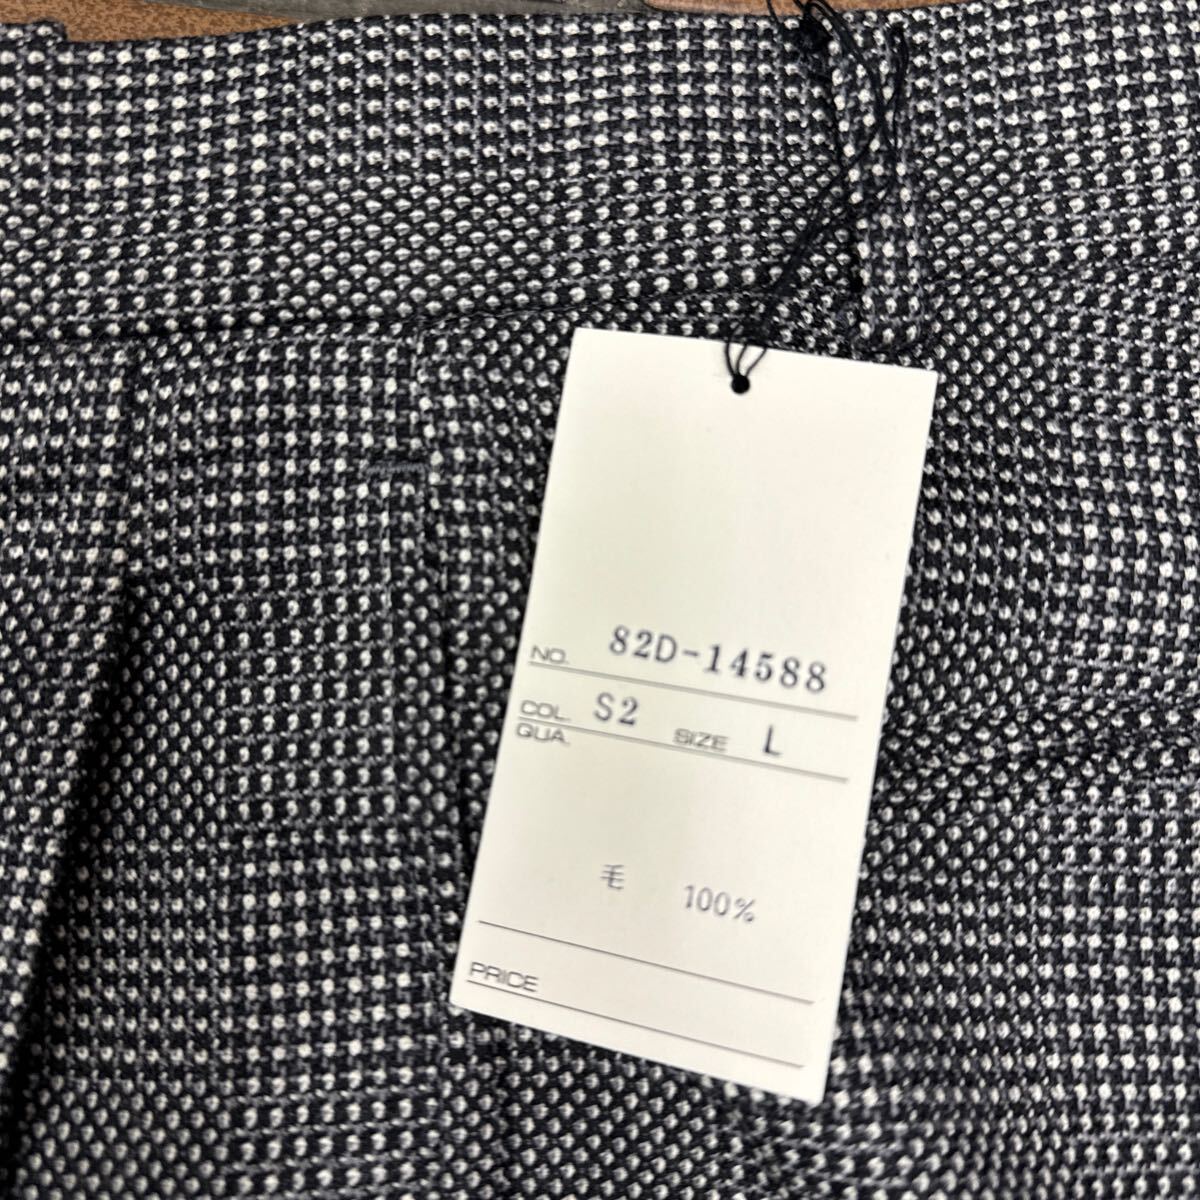 NO. 82D-14588
COL. S2 SIZE L
QUA.
毛 100%
PRICE